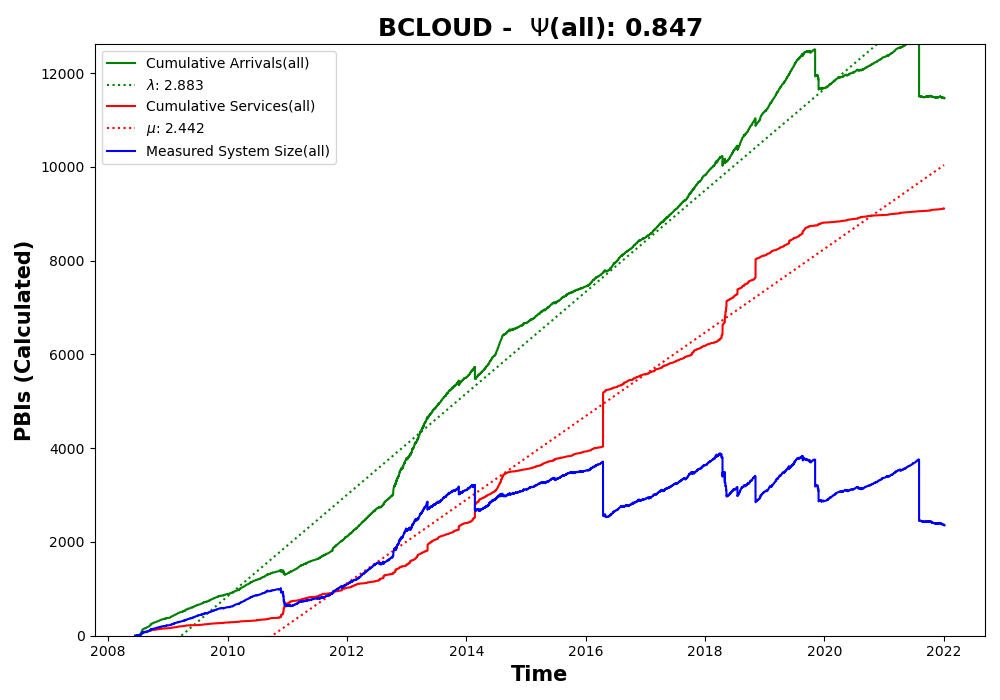 BCLOUD - Ψ(all): 0.847
Cumulative Arrivals(all)
λ: 2.883
Cumulative Services(all)
μ: 2.442
Measured System Size(all)
PBIs (Calculated)
12000
10000
8000
6000
4000
2000
0
2008 2010 2012 2014 2016 2018 2020 2022
Time